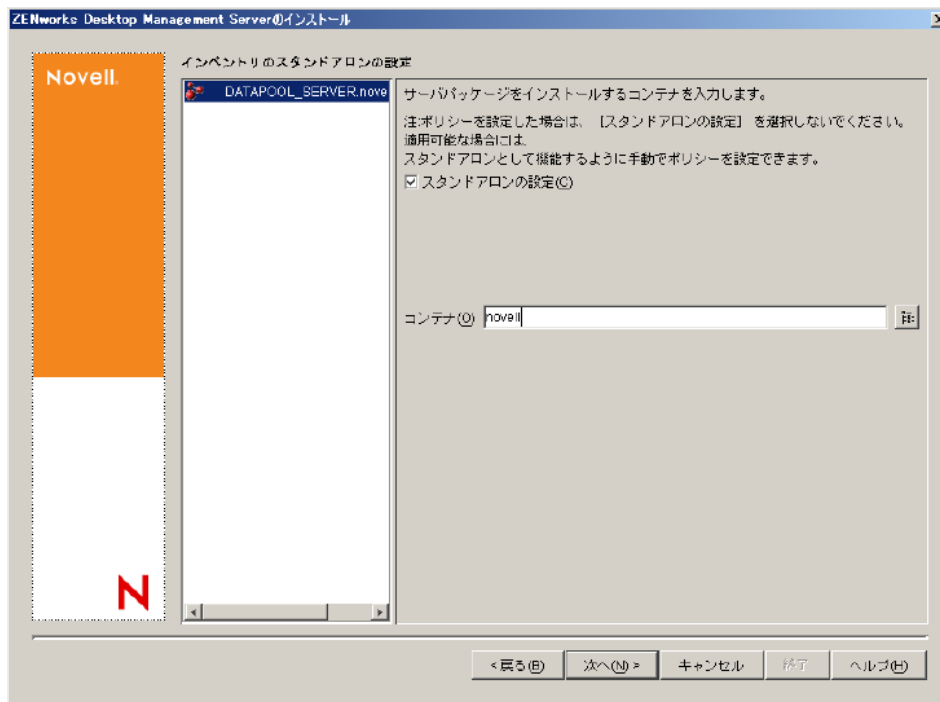 ZENworks Desktop Management Serverのインストール
Novell.
インベントリのスタンドアロンの設定
DATAPOOL_SERVER.nove
サーバパッケージをインストールするコンテナを入力します。
注:ポリシーを設定した場合は、［スタンドアロンの設定］ を選択しないでください。
適用可能な場合には、
スタンドアロンとして機能するように手動でポリシーを設定できます。
スタンドアロンの設定(C)
コンテナ(O) novell
N
<戻る(B) 次へ(N)> キャンセル 終了 ヘルプ(H)